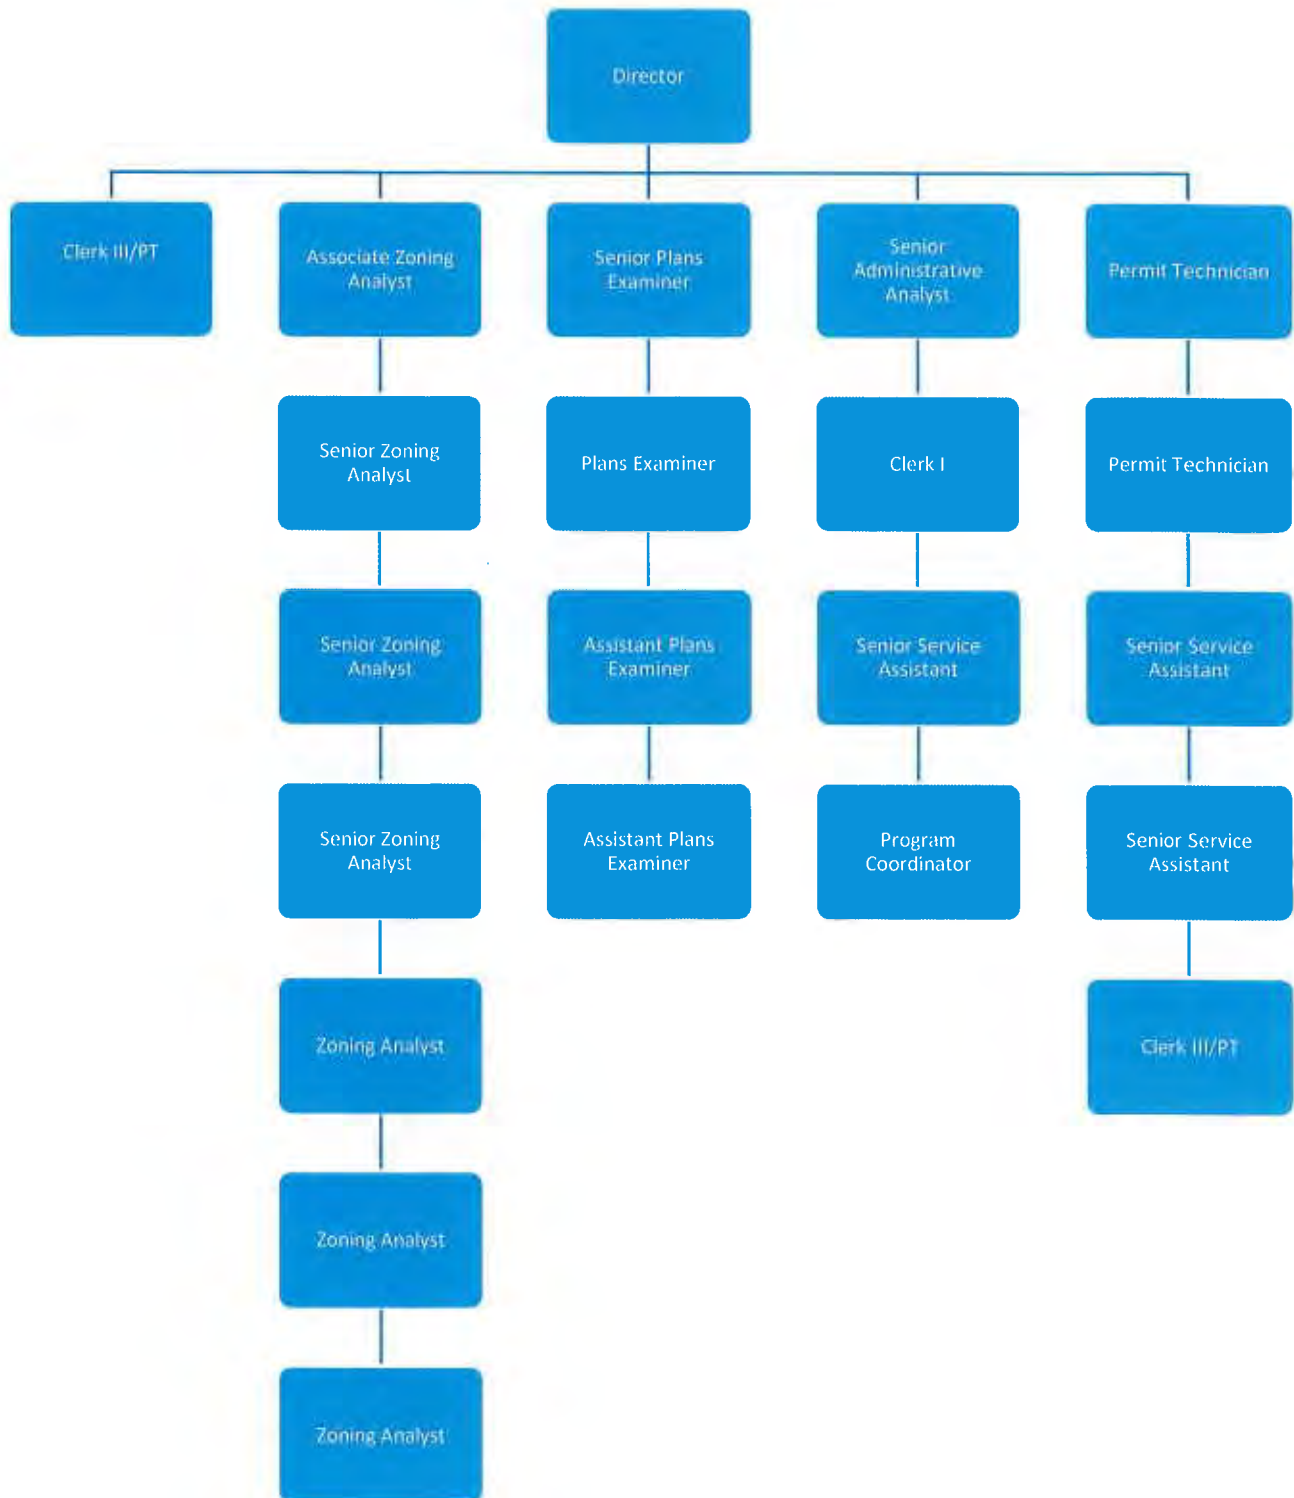 Director
Clerk III/PT
Associate Zoning
Analyst
Senior Plans
Examiner
Senior
Administrative
Analyst
Permit Technician
Senior Zoning
Analyst
Plans Examiner
Clerk I
Permit Technician
Senior Zoning
Analyst
Assistant Plans
Examiner
Senior Service
Assistant
Senior Service
Assistant
Senior Zoning
Analyst
Assistant Plans
Examiner
Program
Coordinator
Senior Service
Assistant
Zoning Analyst
Clerk III/PT
Zoning Analyst
Zoning Analyst